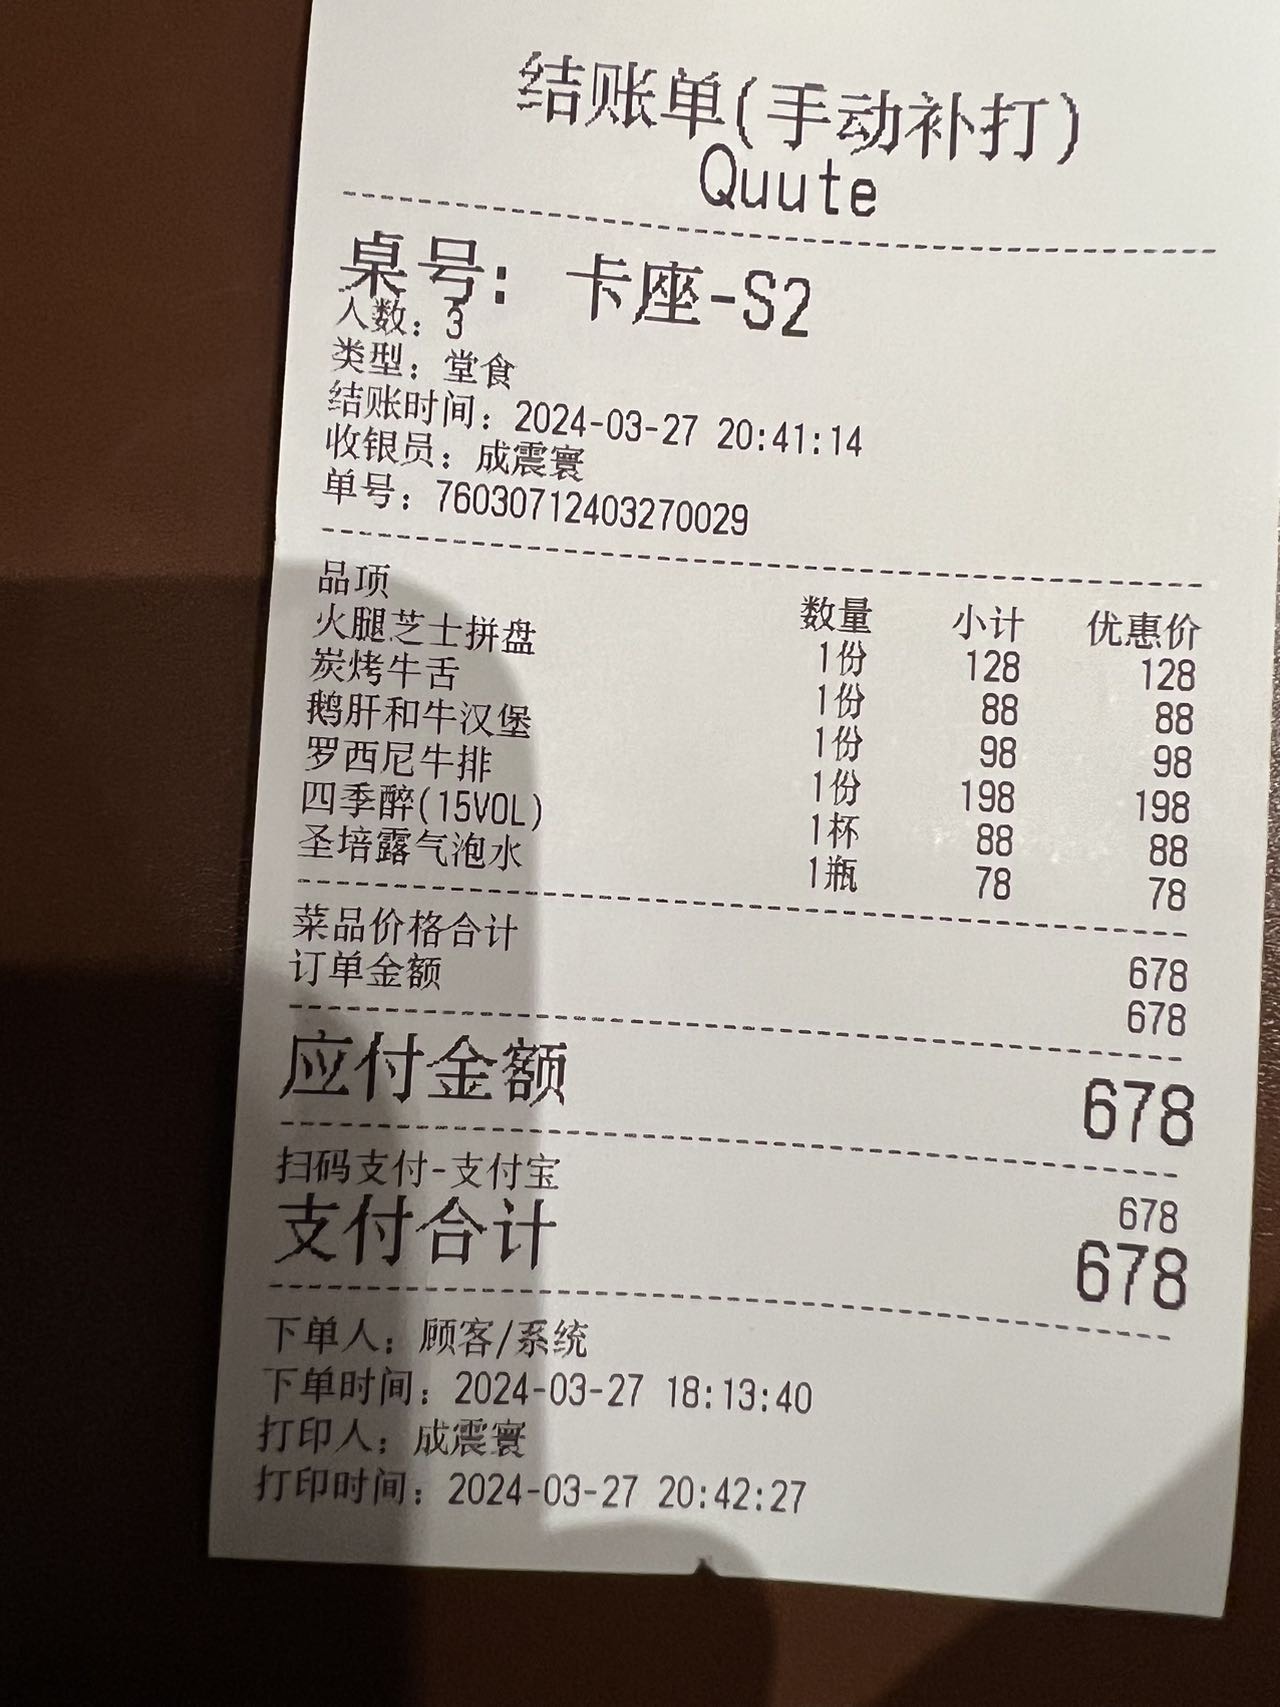 结账单(手动补打)
Quute
桌号: 卡座-S2
人数: 3
类型: 堂食
结账时间: 2024-03-27 20:41:14
收银员: 成震寰
单号: 76030712403270029
品项 数量 小计 优惠价
火腿芝士拼盘 1份 128 128
炭烤牛舌 1份 88 88
鹅肝和牛汉堡 1份 98 98
罗西尼牛排 1份 198 198
四季醉(15VOL) 1杯 88 88
圣培露气泡水 1瓶 78 78
菜品价格合计 678
订单金额 678
应付金额 678
扫码支付-支付宝 678
支付合计 678
下单人: 顾客/系统
下单时间: 2024-03-27 18:13:40
打印人: 成震寰
打印时间: 2024-03-27 20:42:27